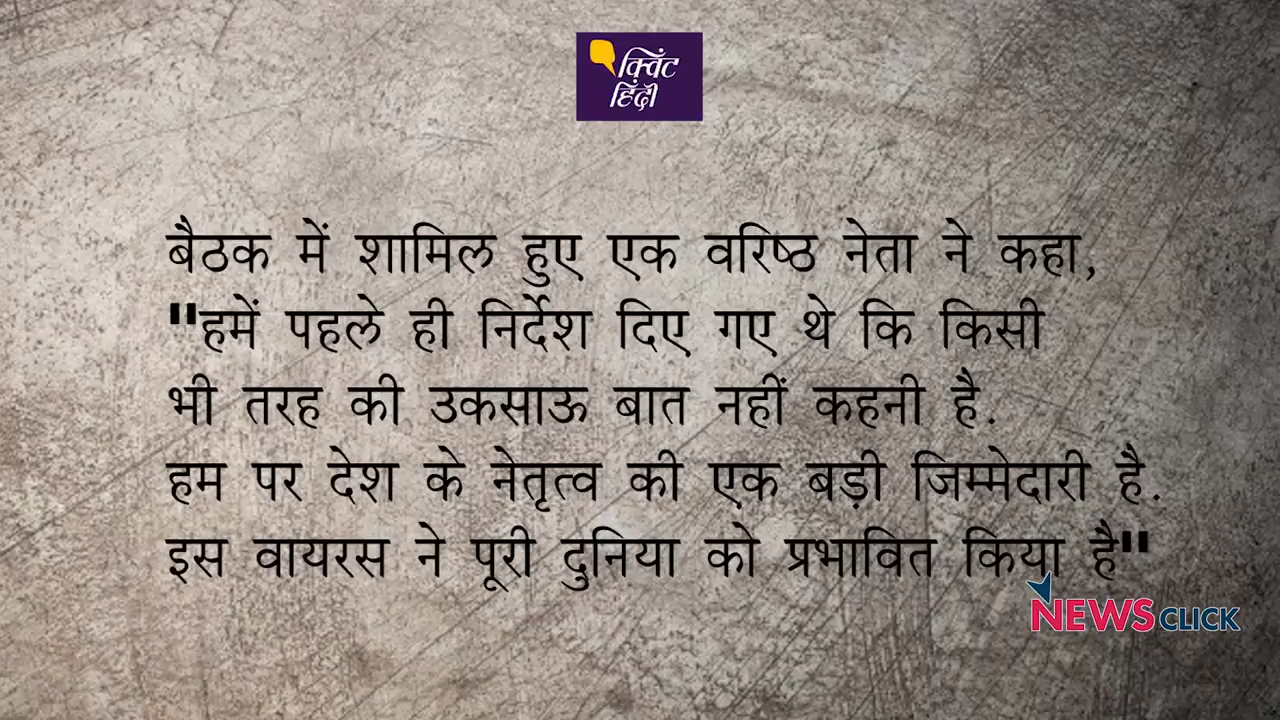 क्विंट
हिंदी
बैठक में शामिल हुए एक वरिष्ठ नेता ने कहा,
"हमें पहले ही निर्देश दिए गए थे कि किसी
भी तरह की उकसाऊ बात नहीं कहनी है.
हम पर देश के नेतृत्व की एक बड़ी जिम्मेदारी है.
इस वायरस ने पूरी दुनिया को प्रभावित किया है"
NEWSCLICK